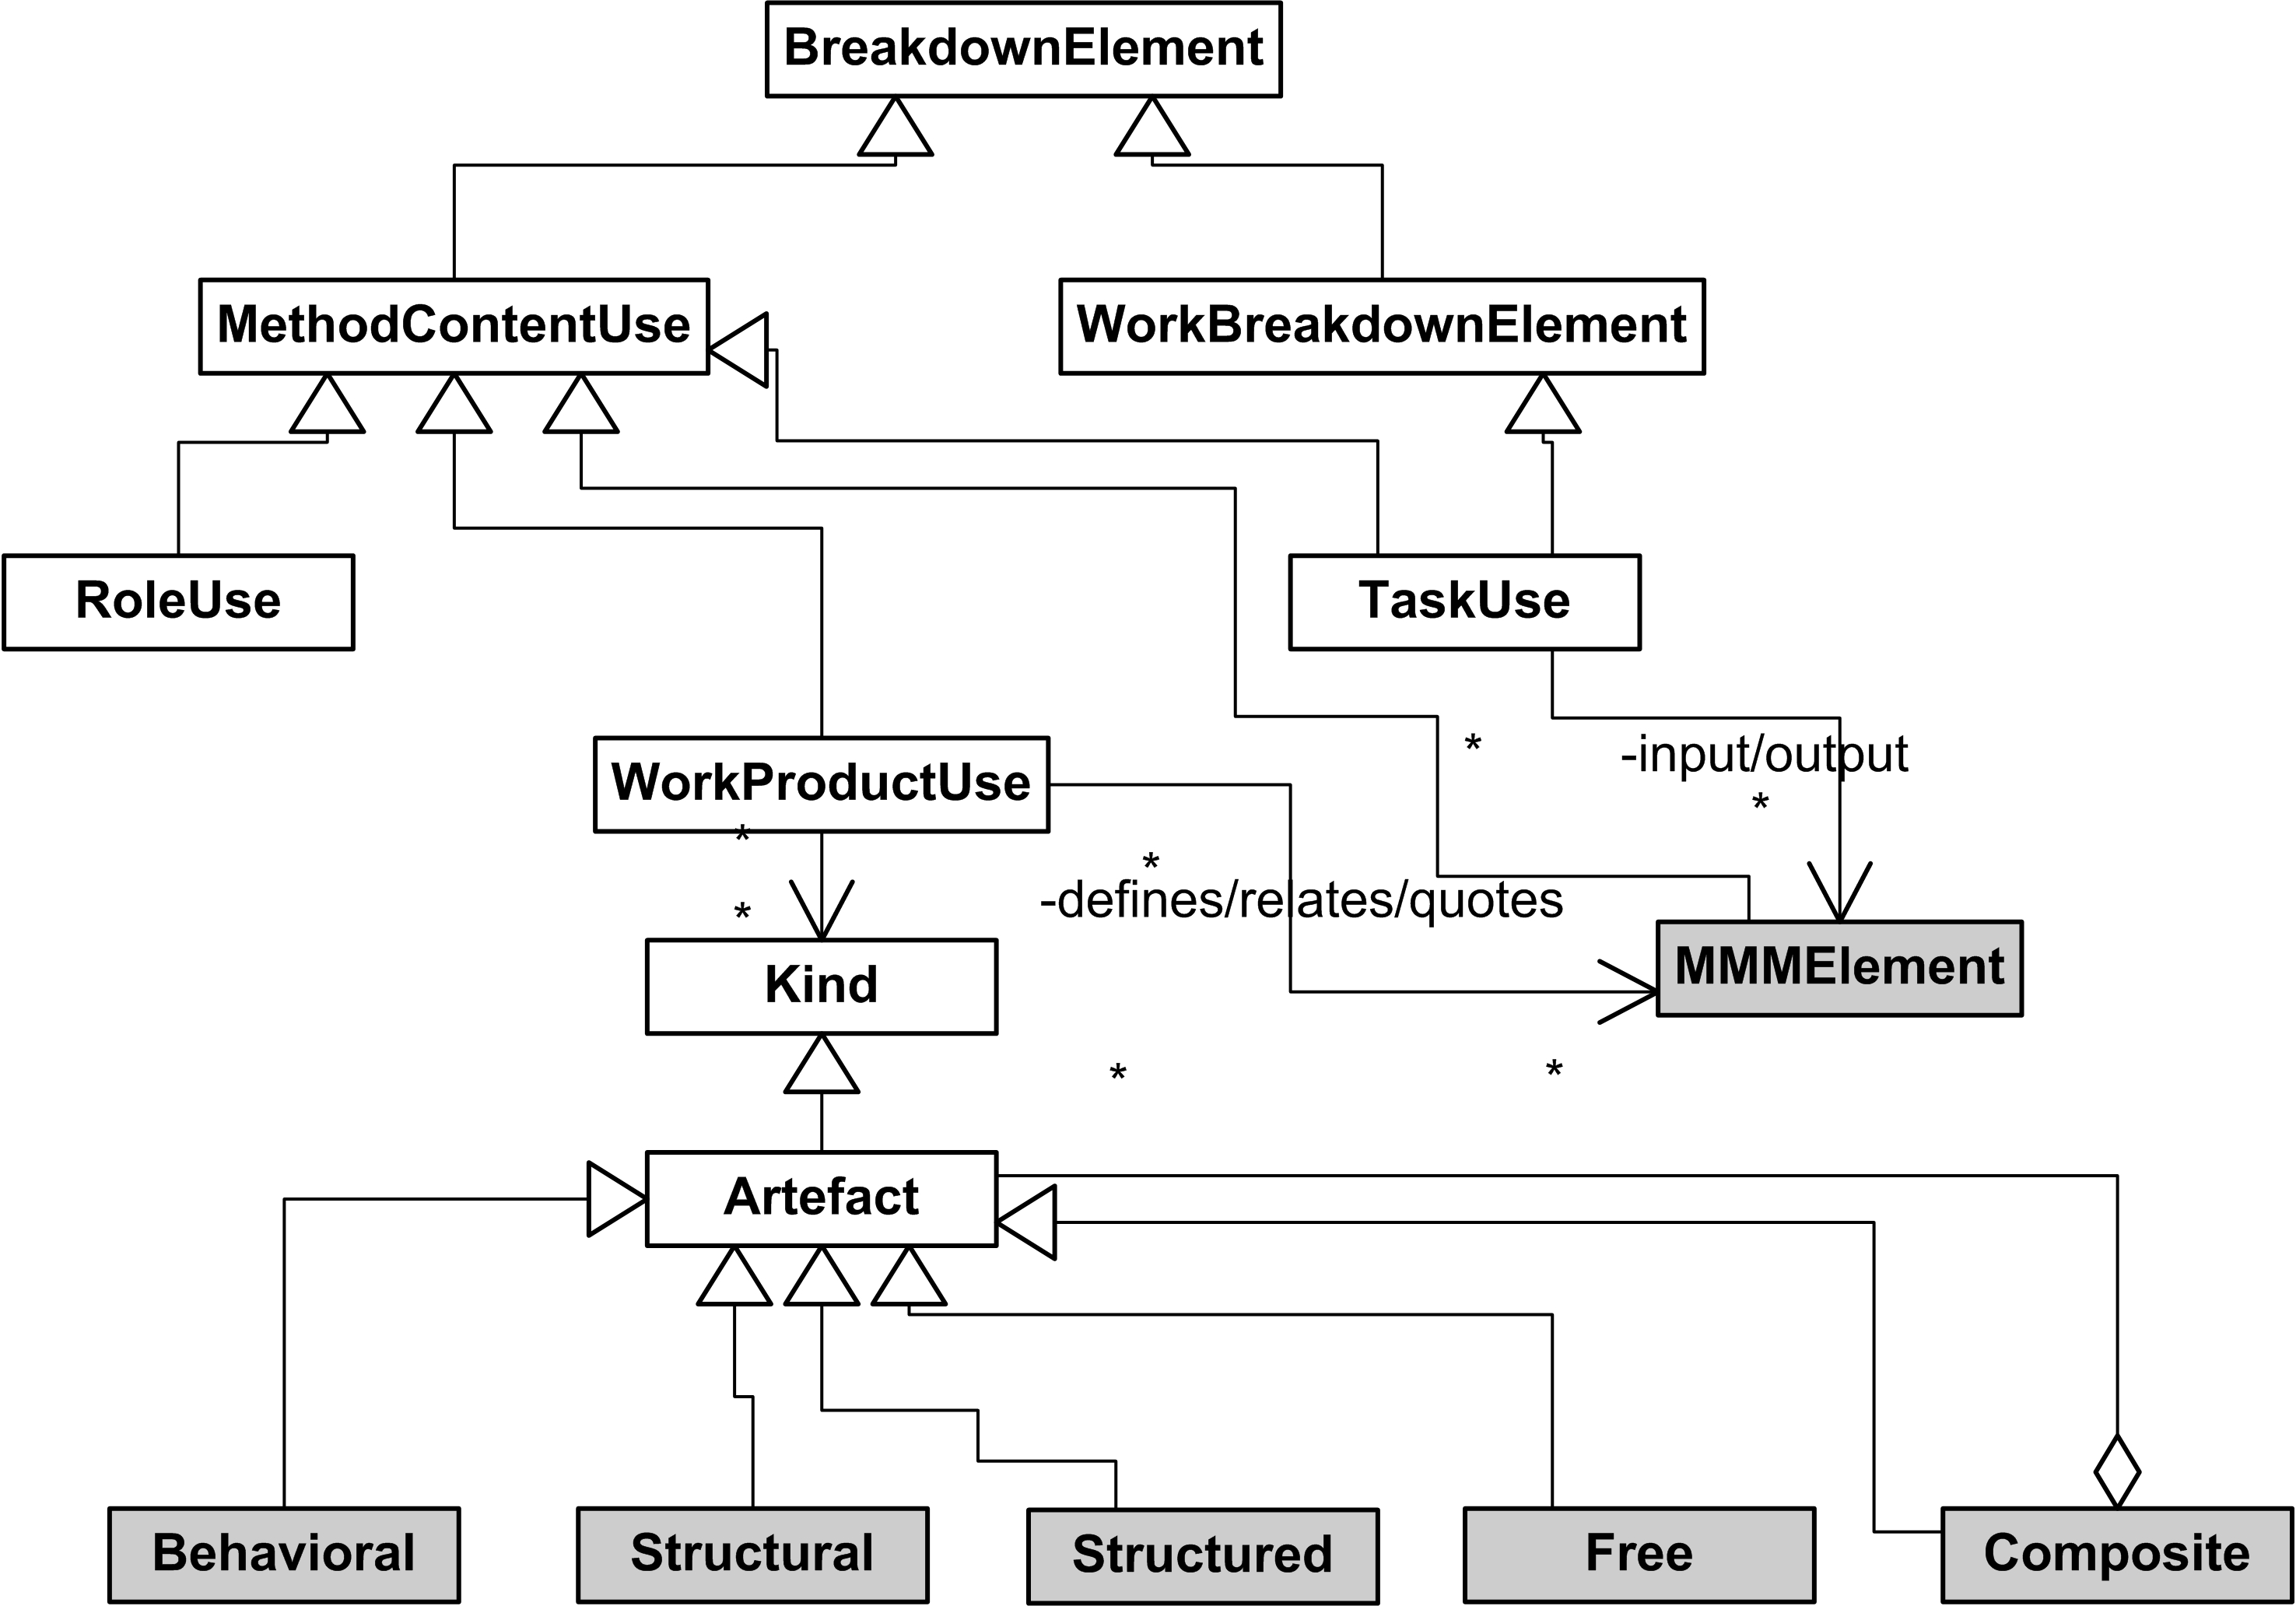 BreakdownElement
MethodContentUse
WorkBreakdownElement
RoleUse
TaskUse
*
-input/output
WorkProductUse
*
*
*
-defines/relates/quotes
*
Kind
MMMElement
*
*
Artefact
Behavioral
Structural
Structured
Free
Composite